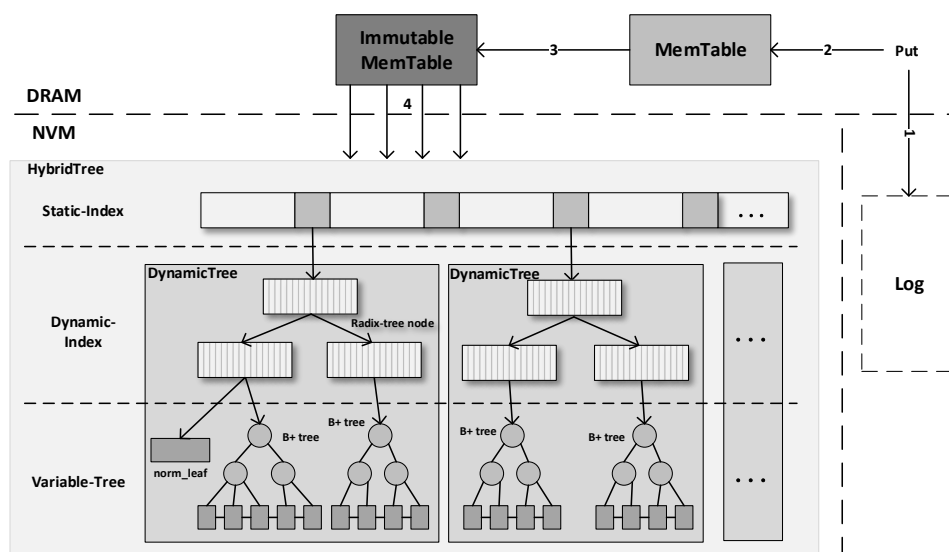 Immutable
MemTable
3
MemTable
2
Put
4
1
DRAM
NVM
HybridTree
Static-Index
...
DynamicTree
DynamicTree
Log
Dynamic-
Index
Radix-tree node
...
B+ tree
B+ tree
B+ tree
B+ tree
norm_leaf
Variable-Tree
...